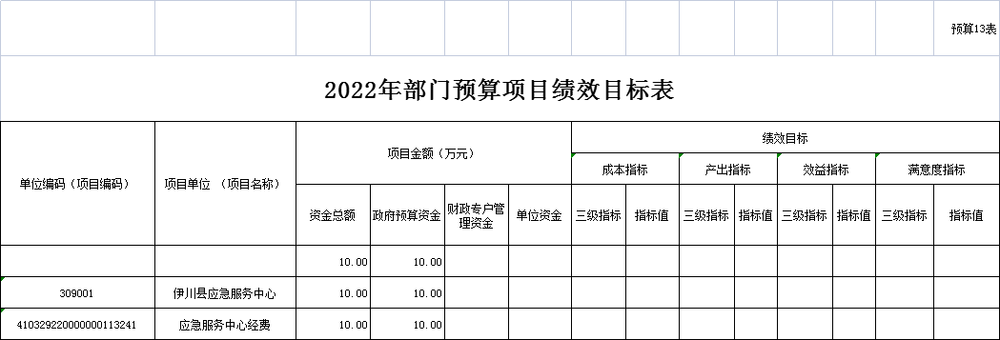 预算13表
2022年部门预算项目绩效目标表
单位编码（项目编码） 项目单位 （项目名称） 项目金额（万元） 绩效目标
成本指标 产出指标 效益指标 满意度指标
资金总额 政府预算资金 财政专户管理资金 单位资金 三级指标 指标值 三级指标 指标值 三级指标 指标值 三级指标 指标值
10.00 10.00
309001 伊川县应急服务中心 10.00 10.00
410329220000000113241 应急服务中心经费 10.00 10.00